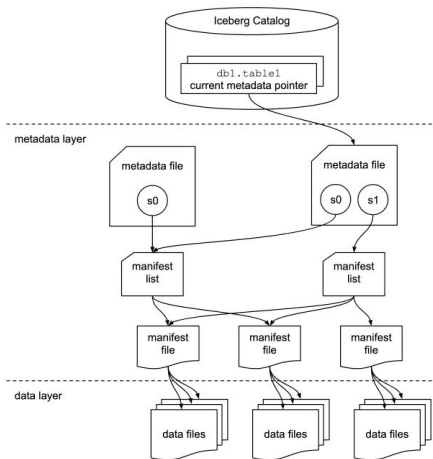 Iceberg Catalog
db1.table1
current metadata pointer
metadata layer
metadata file
s0
metadata file
s0
s1
manifest
list
manifest
list
manifest
file
manifest
file
manifest
file
data layer
data files
data files
data files